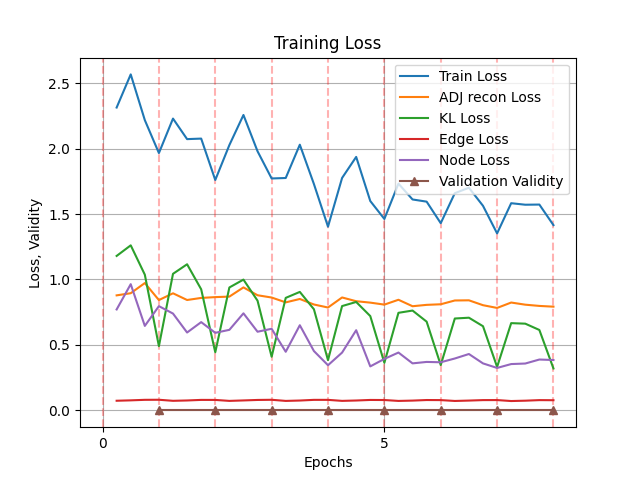 Training Loss
Loss, Validity
2.5
2.0
1.5
1.0
0.5
0.0
0
5
Epochs
Train Loss
ADJ recon Loss
KL Loss
Edge Loss
Node Loss
Validation Validity